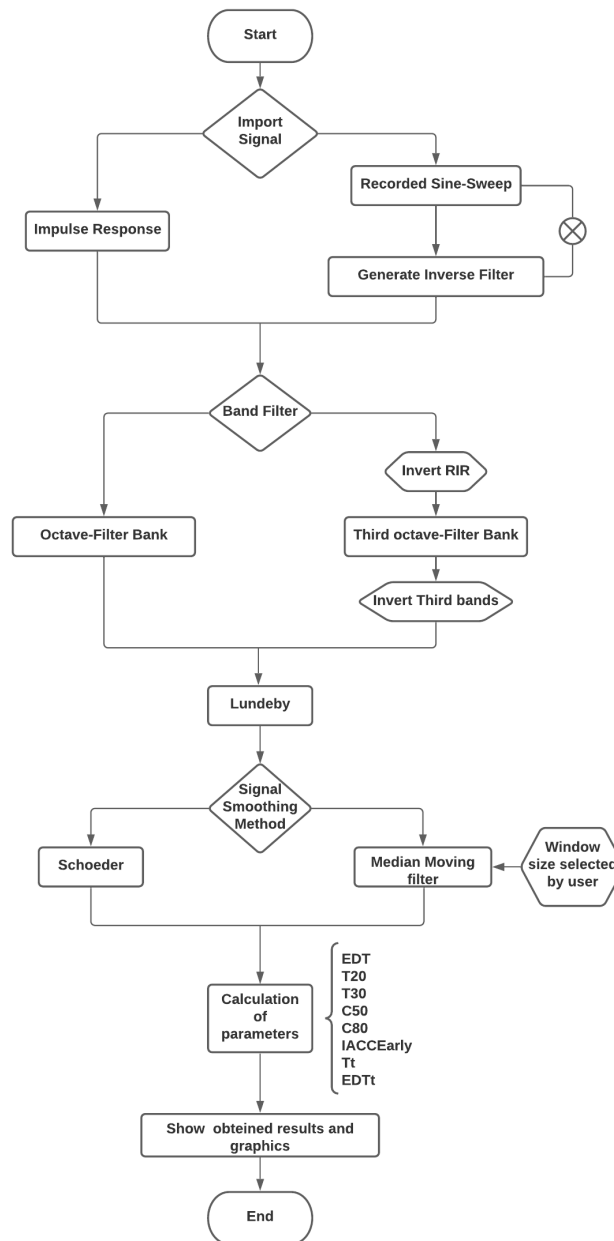 Start
Import
Signal
Recorded Sine-Sweep
Impulse Response
Generate Inverse Filter
Band Filter
Invert RIR
Octave-Filter Bank
Third octave-Filter Bank
Invert Third bands
Lundeby
Signal
Smoothing
Method
Schoeder
Median Moving
filter
Window
size selected
by user
Calculation
of
parameters
EDT
T20
T30
C50
C80
IACCEarly
Tt
EDTt
Show obteined results and
graphics
End